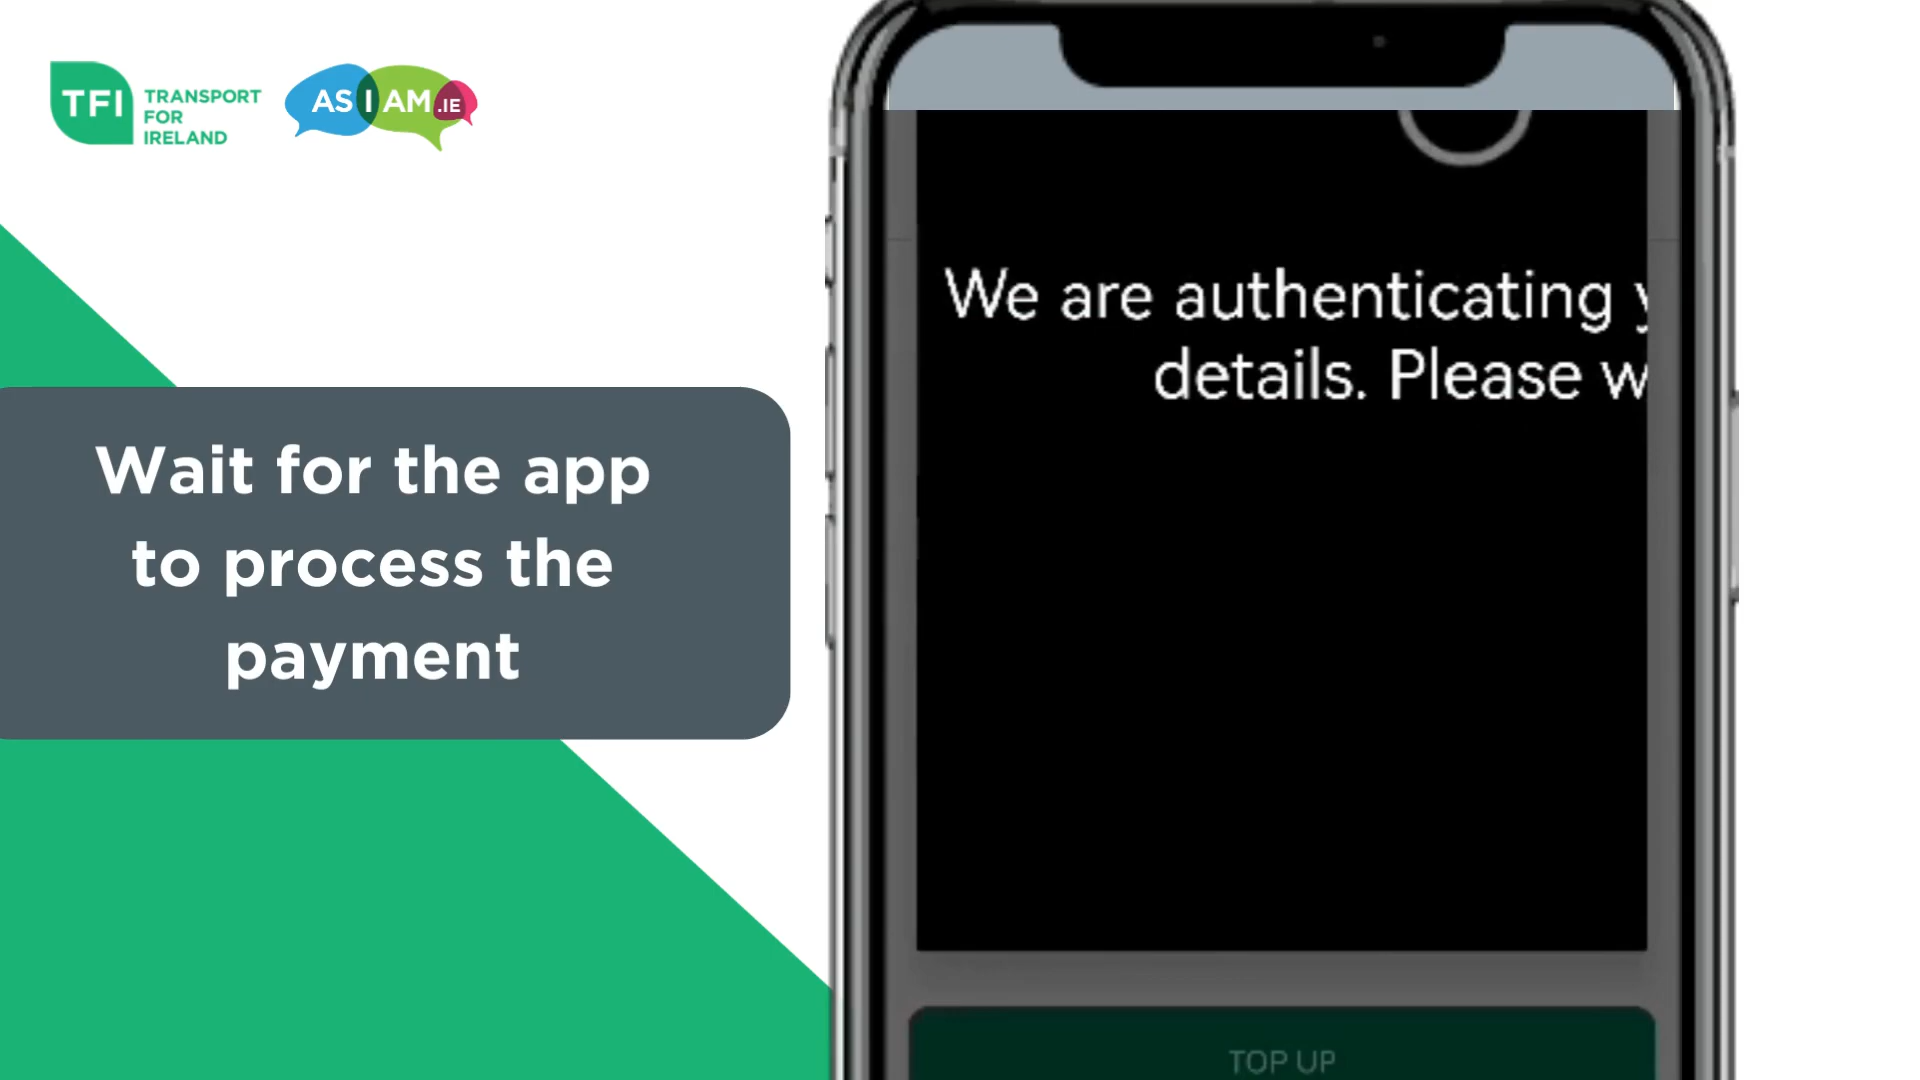 TFI
TRANSPORT
FOR
IRELAND
AS I AM .IE
Wait for the app
to process the
payment
We are authenticating
details. Please
TOP UP